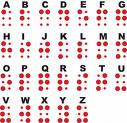 A B C D E F G
H I J K L M N
O P Q R S T U
V W X Y Z